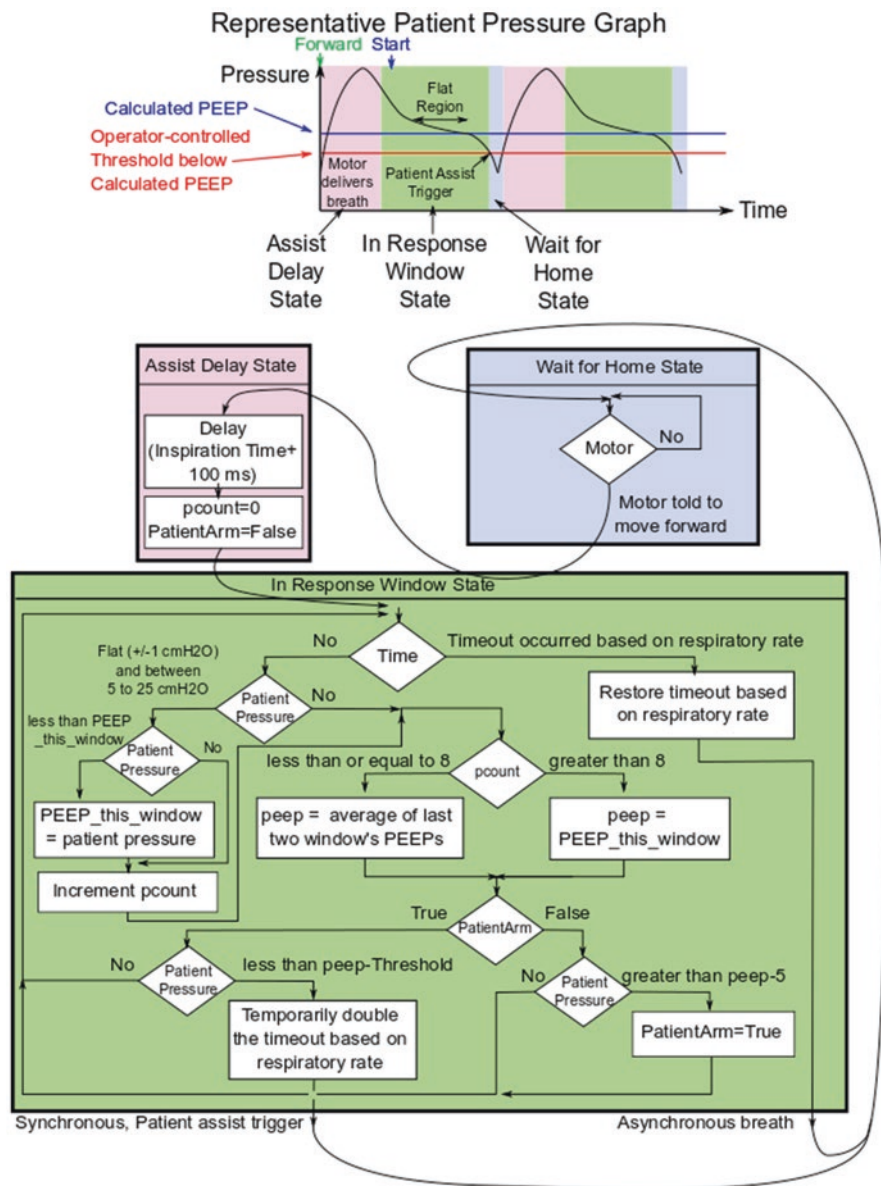 Representative Patient Pressure Graph
Forward
Start
Pressure
Flat
Region
Calculated PEEP
Operator-controlled
Threshold below
Calculated PEEP
Motor
delivers
breath
Patient Assist
Trigger
Time
Assist
Delay
State
In Response
Window
State
Wait for
Home
State
Assist Delay State
Delay
(Inspiration Time+
100 ms)
pcount=0
PatientArm=False
Wait for Home State
Motor
No
Motor told to
move forward
In Response Window State
Time
No
Timeout occurred based on respiratory rate
Restore timeout based
on respiratory rate
Flat (+/-1 cmH2O)
and between
5 to 25 cmH2O
Patient
Pressure
No
less than PEEP
_this_window
Patient
Pressure
No
PEEP_this_window
= patient pressure
Increment pcount
less than or equal to 8
pcount
greater than 8
peep = average of last
two window's PEEPs
peep =
PEEP_this_window
True
PatientArm
False
No
Patient
Pressure
less than peep-Threshold
Temporarily double
the timeout based on
respiratory rate
No
Patient
Pressure
greater than peep-5
PatientArm=True
Synchronous, Patient assist trigger
Asynchronous breath